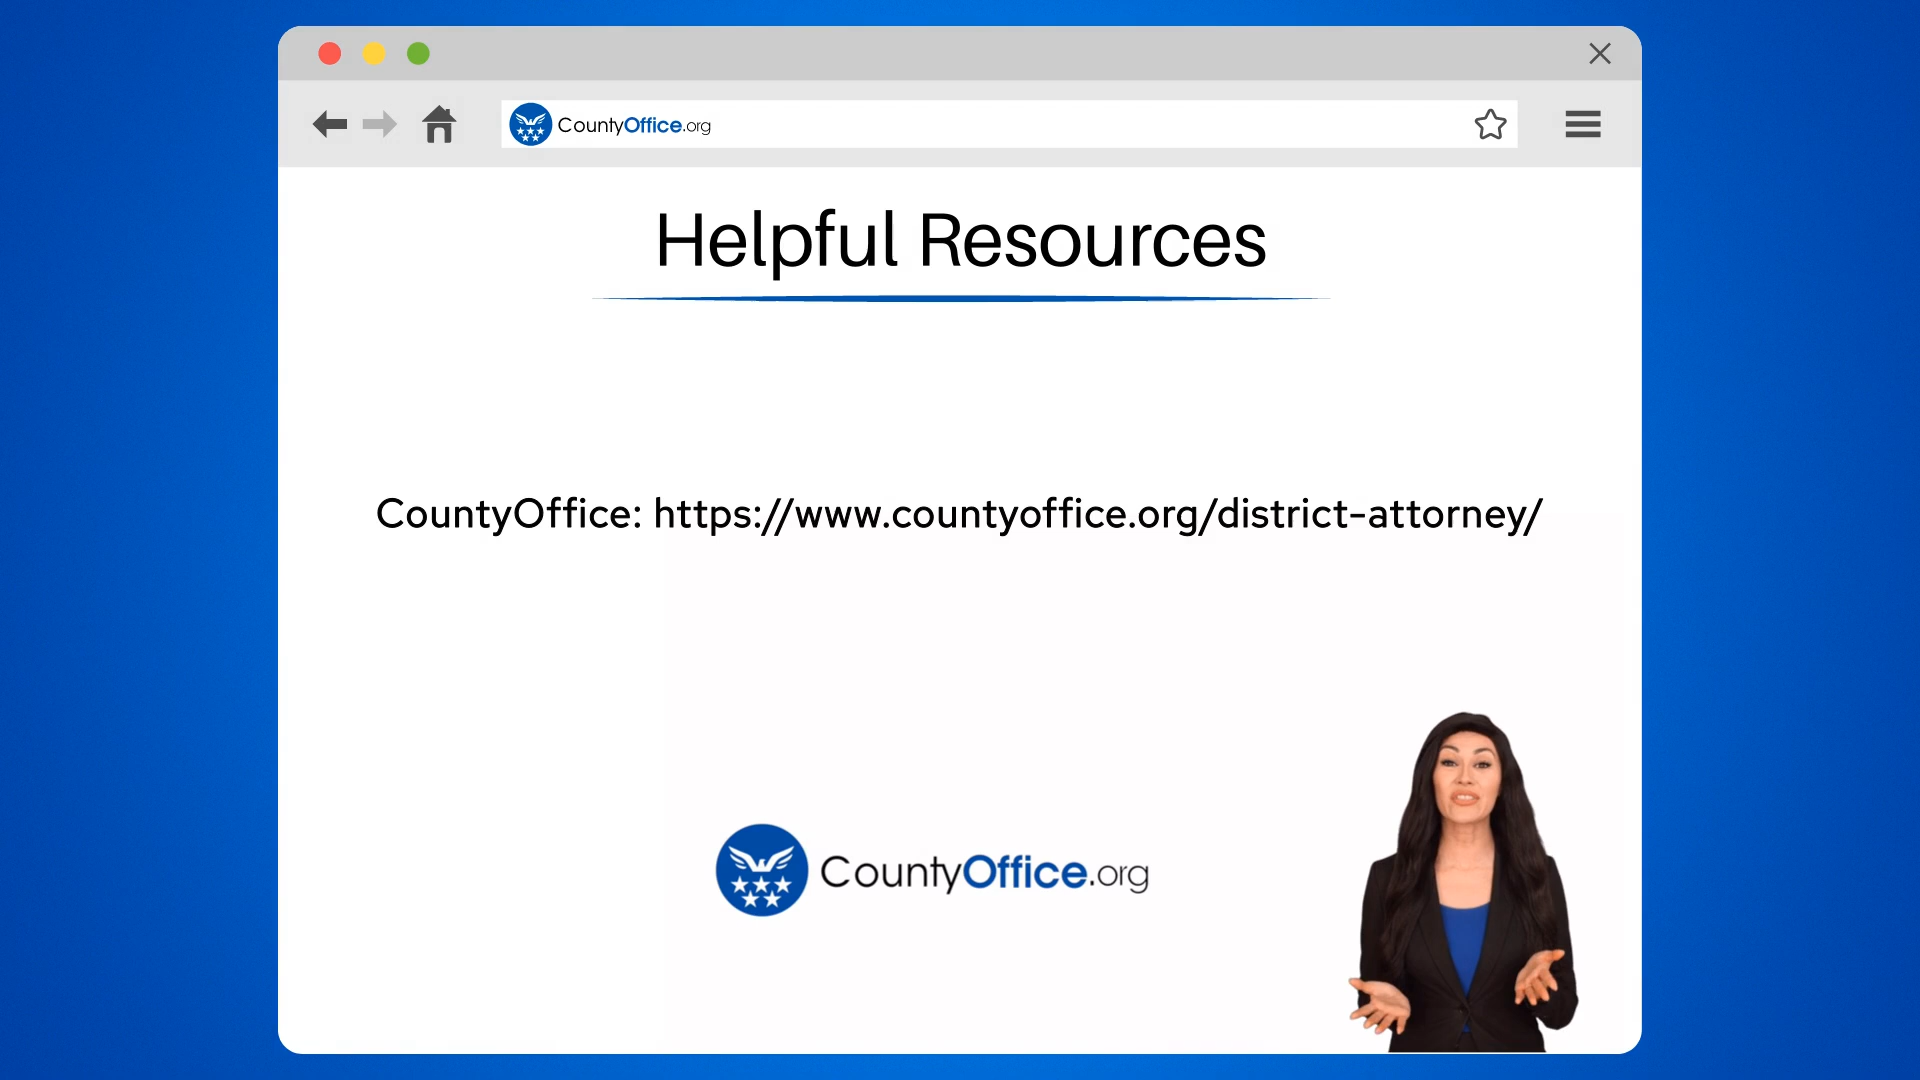 CountyOffice.org
Helpful Resources
CountyOffice: https://www.countyoffice.org/district-attorney/
CountyOffice.org